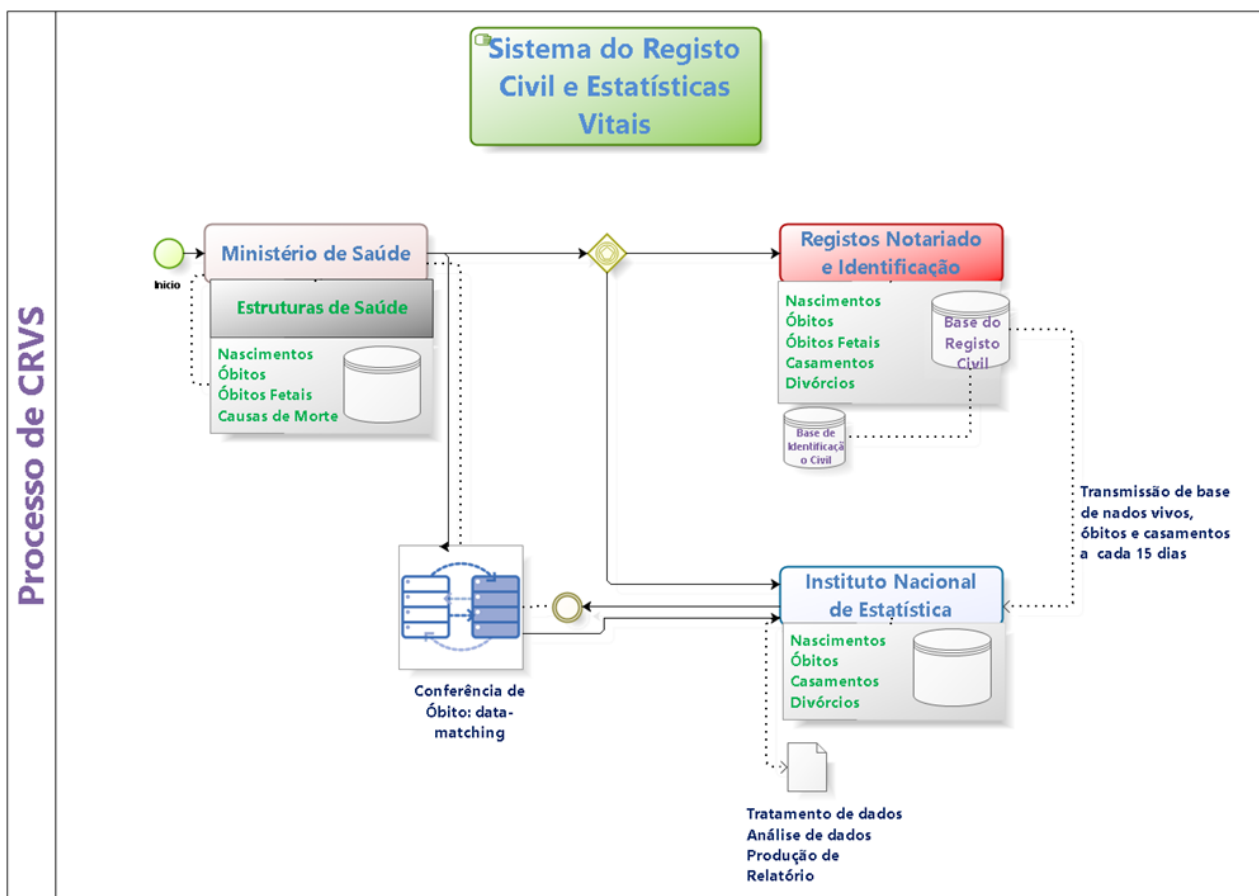 Processo de CRVS
Sistema do Registo
Civil e Estatísticas
Vitais
Inicio
Ministério de Saúde
Estruturas de Saúde
Nascimentos
Óbitos
Óbitos Fetais
Causas de Morte
Registos Notariado
e Identificação
Nascimentos
Óbitos
Óbitos Fetais
Casamentos
Divórcios
Base do
Registo
Civil
Base de
Identificaçã
o Civil
Transmissão de base
de nados vivos,
óbitos e casamentos
a cada 15 dias
Conferência de
Óbito: data-
matching
Instituto Nacional
de Estatística
Nascimentos
Óbitos
Casamentos
Divórcios
Tratamento de dados
Análise de dados
Produção de
Relatório